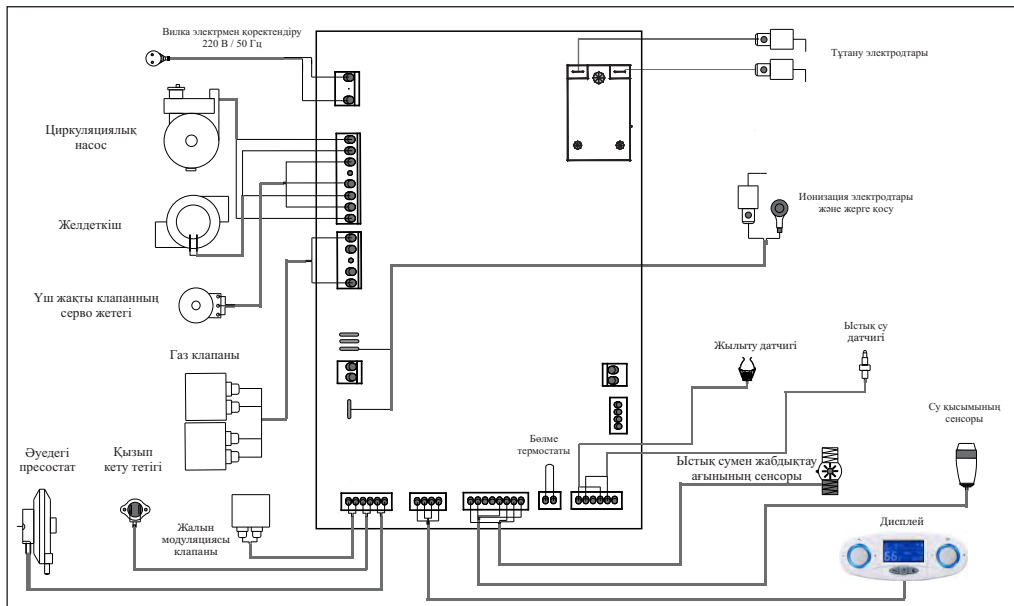 Вилка электрмен қоректендіру
220 В / 50 Гц
Тұтану электродтары
Циркуляциялық
насос
Ионизация электродтары
және жерге қосу
Желдеткіш
Үш жақты клапанның
серво жетегі
Газ клапаны
Жылыту датчигі
Ыстық су
датчигі
Су қысымының
сенсоры
Әуедегі
пресостат
Қызып
кету тетігі
Бөлме
термостаты
Ыстық сумен жабдықтау
ағынының сенсоры
Жалын
модуляциясы
клапаны
Дисплей